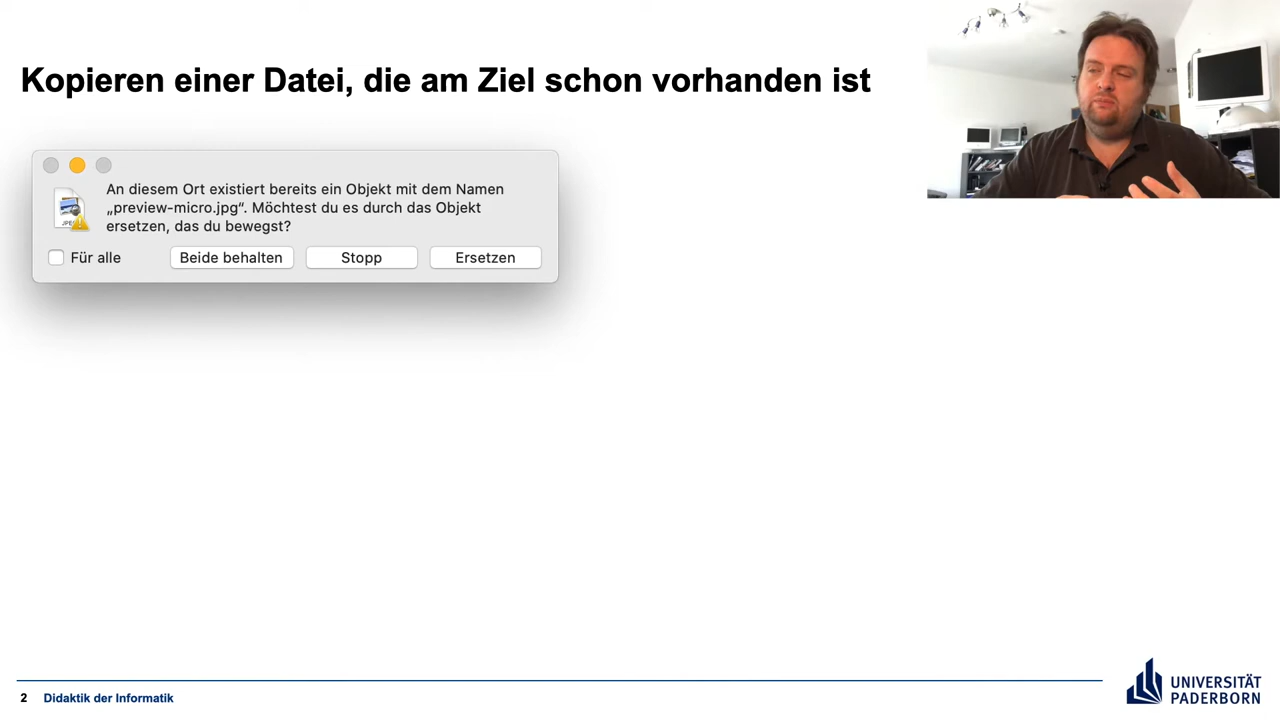 Kopieren einer Datei, die am Ziel schon vorhanden ist
An diesem Ort existiert bereits ein Objekt mit dem Namen
„preview-micro.jpg“. Möchtest du es durch das Objekt
ersetzen, das du bewegst?
JPEG
Für alle
Beide behalten
Stopp
Ersetzen
2
Didaktik der Informatik
UNIVERSITÄT
PADERBORN